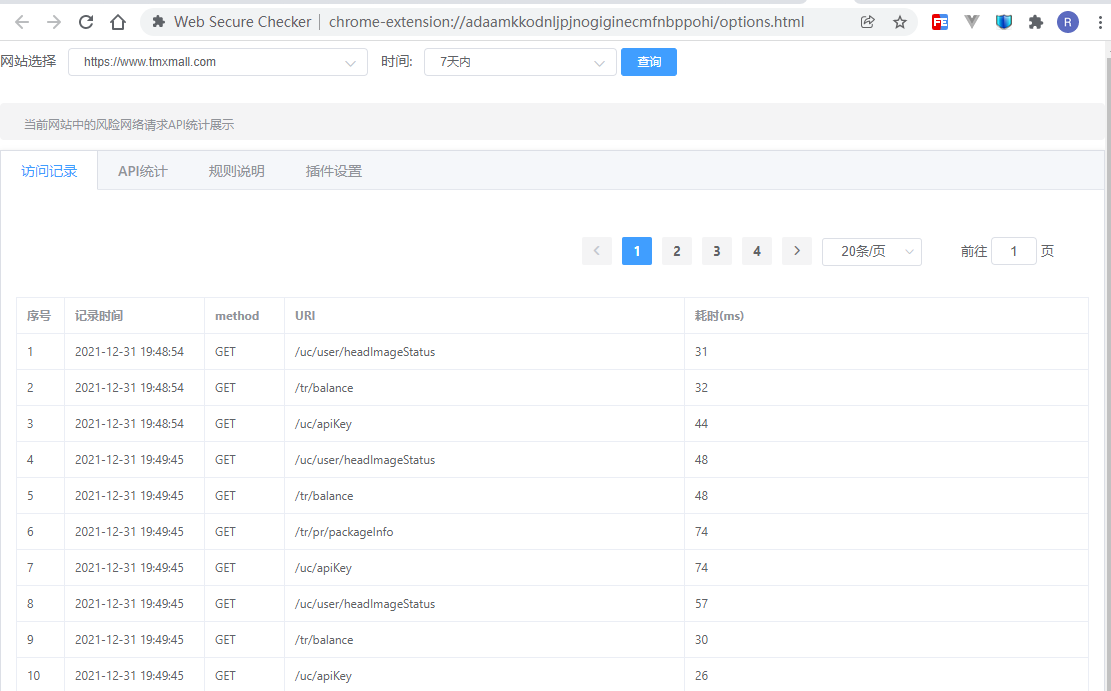 Web Secure Checker | chrome-extension://adaamkkodnljpjnogiginecmfnbppohi/options.html FE R
网站选择 https://www.tmxmall.com 时间: 7天内 查询
当前网站中的风险网络请求API统计展示
访问记录 API统计 规则说明 插件设置
1 2 3 4 20条/页 前往 1 页
序号 记录时间 method URI 耗时(ms)
1 2021-12-31 19:48:54 GET /uc/user/headImageStatus 31
2 2021-12-31 19:48:54 GET /tr/balance 32
3 2021-12-31 19:48:54 GET /uc/apiKey 44
4 2021-12-31 19:49:45 GET /uc/user/headImageStatus 48
5 2021-12-31 19:49:45 GET /tr/balance 48
6 2021-12-31 19:49:45 GET /tr/pr/packageInfo 74
7 2021-12-31 19:49:45 GET /uc/apiKey 74
8 2021-12-31 19:49:45 GET /uc/user/headImageStatus 57
9 2021-12-31 19:49:45 GET /tr/balance 30
10 2021-12-31 19:49:45 GET /uc/apiKey 26